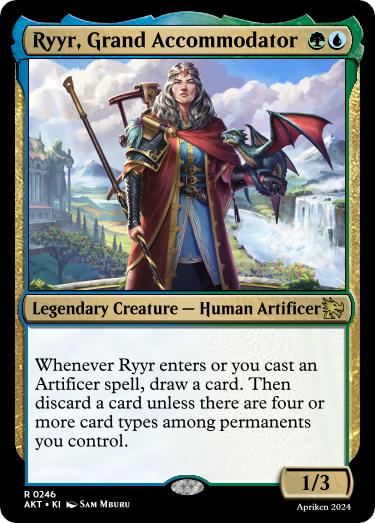 Ryyr, Grand Accommodator
Legendary Creature — Human Artificer
Whenever Ryyr enters or you cast an
Artificer spell, draw a card. Then
discard a card unless there are four or
more card types among permanents
you control.
1/3
R 0246
AKT • KI Sam Mburu
Apriken 2024